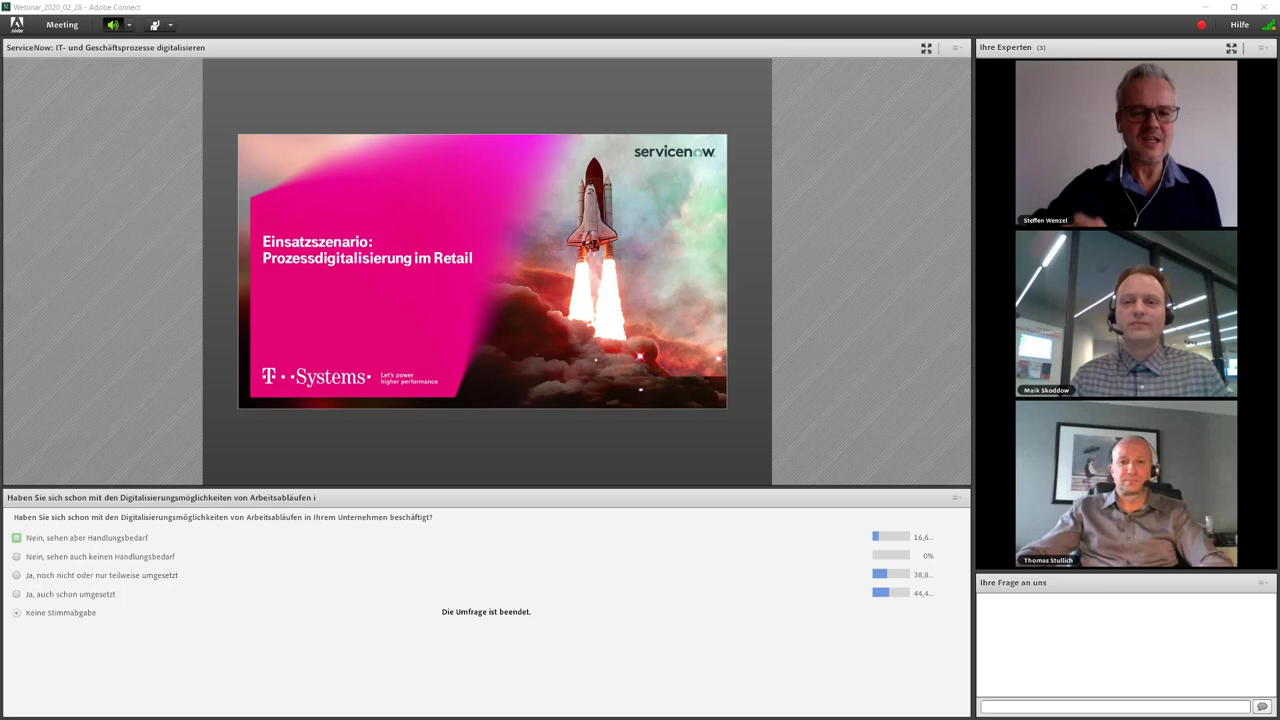 Webinar_2020_02_28 - Adobe Connect
Adobe
Meeting
Hilfe
ServiceNow: IT- und Geschäftsprozesse digitalisieren
servicenow
Einsatzszenario:
Prozessdigitalisierung im Retail
T··Systems·
Let's power
higher performance
Haben Sie sich schon mit den Digitalisierungsmöglichkeiten von Arbeitsabläufen i
Haben Sie sich schon mit den Digitalisierungsmöglichkeiten von Arbeitsabläufen in Ihrem Unternehmen beschäftigt?
Nein, sehen aber Handlungsbedarf 16,6...
Nein, sehen auch keinen Handlungsbedarf 0%
Ja, noch nicht oder nur teilweise umgesetzt 38,8...
Ja, auch schon umgesetzt 44,4...
Keine Stimmabgabe
Die Umfrage ist beendet.
Ihre Experten (3)
Steffen Wenzel
Maik Skoddow
Thomas Stullich
Ihre Frage an uns